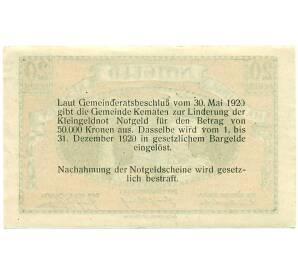 Laut Gemeinderatsbeschluß vom 30. Mai 1920
gibt die Gemeinde Kematen zur Linderung der
Kleingeldnot Notgeld für den Betrag von
50.000 Kronen aus. Dasselbe wird vom 1. bis
31. Dezember 1920 in gesetzlichem Bargelde
eingelöst.
Nachahmung der Notgeldscheine wird gesetz-
lich bestraft.